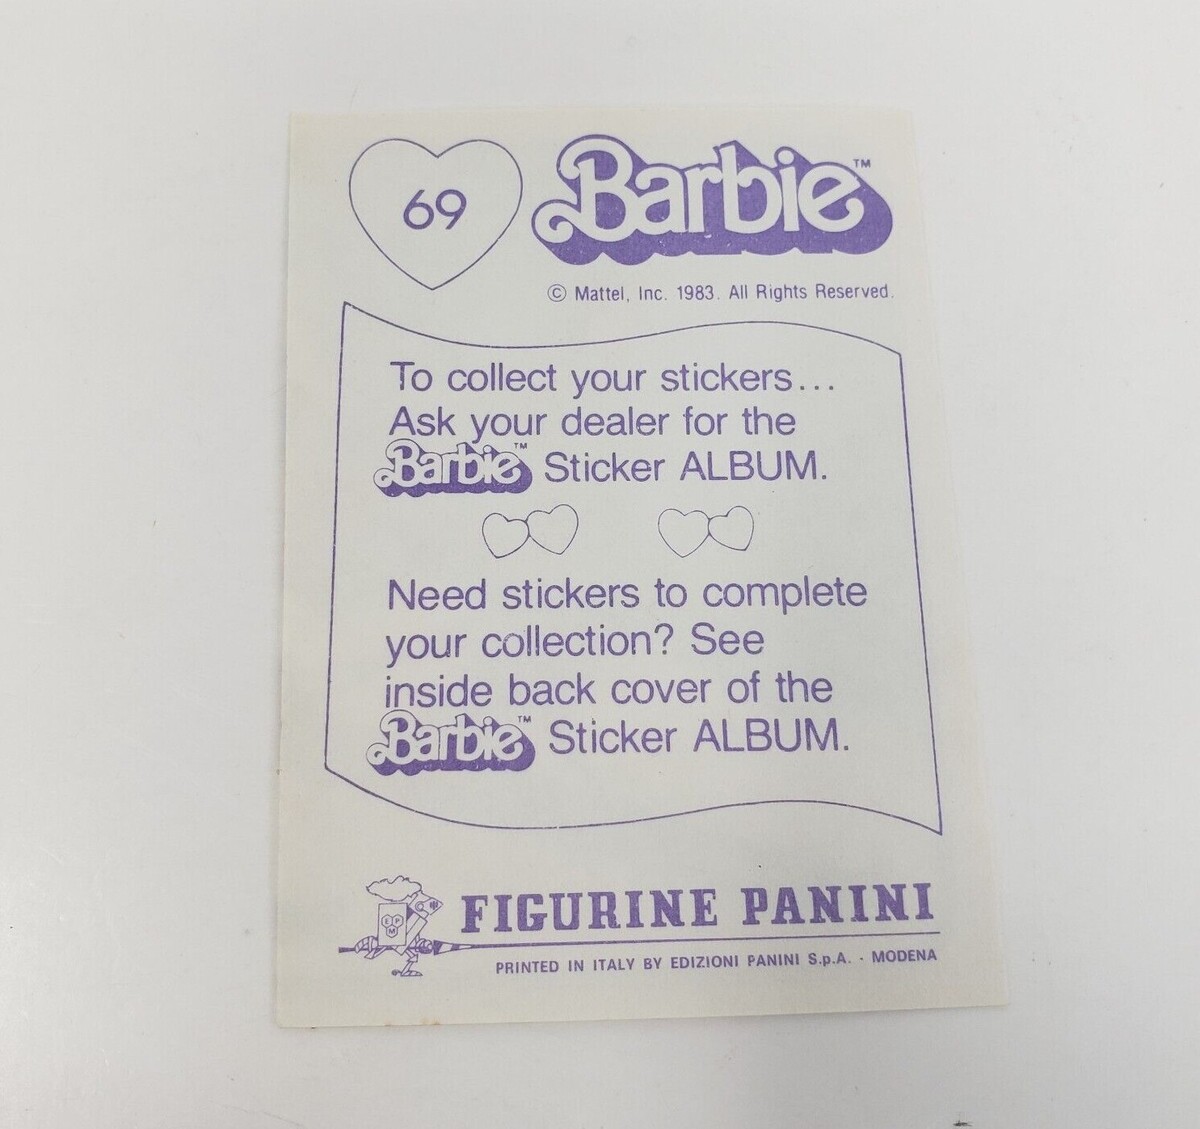 69
Barbie™
© Mattel, Inc. 1983. All Rights Reserved.
To collect your stickers...
Ask your dealer for the
Barbie™ Sticker ALBUM.
Need stickers to complete
your collection? See
inside back cover of the
Barbie™ Sticker ALBUM.
E P
M
FIGURINE PANINI
PRINTED IN ITALY BY EDIZIONI PANINI S.p.A. - MODENA